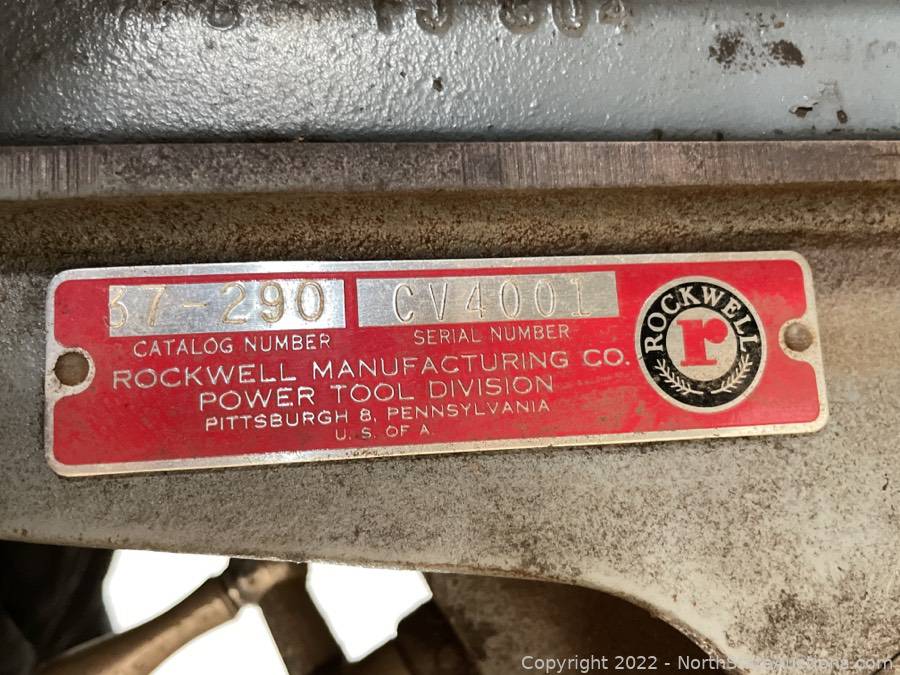 37-290 CV4001
CATALOG NUMBER SERIAL NUMBER
ROCKWELL MANUFACTURING CO.
POWER TOOL DIVISION
PITTSBURGH 8, PENNSYLVANIA
U. S. OF A.
ROCKWELL
r
Copyright 2022 - NorthStateAuctions.com